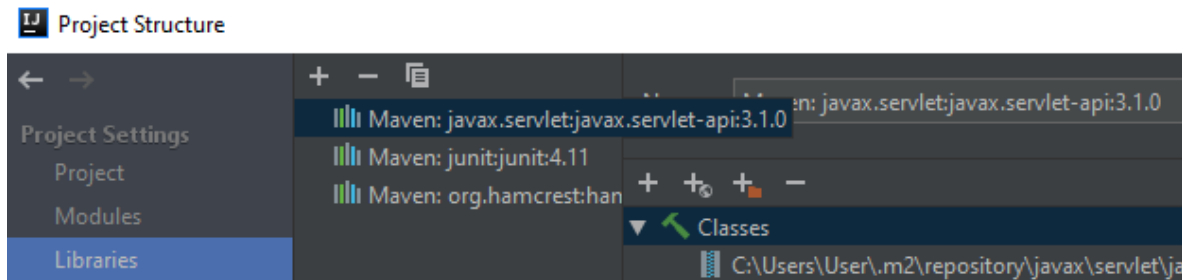 Project Structure
Project Settings
Project
Modules
Libraries
Maven: javax.servlet:javax.servlet-api:3.1.0
Maven: junit:junit:4.11
Maven: org.hamcrest:han
en: javax.servlet:javax.servlet-api:3.1.0
Classes
C:\Users\User\.m2\repository\javax\servlet\ja